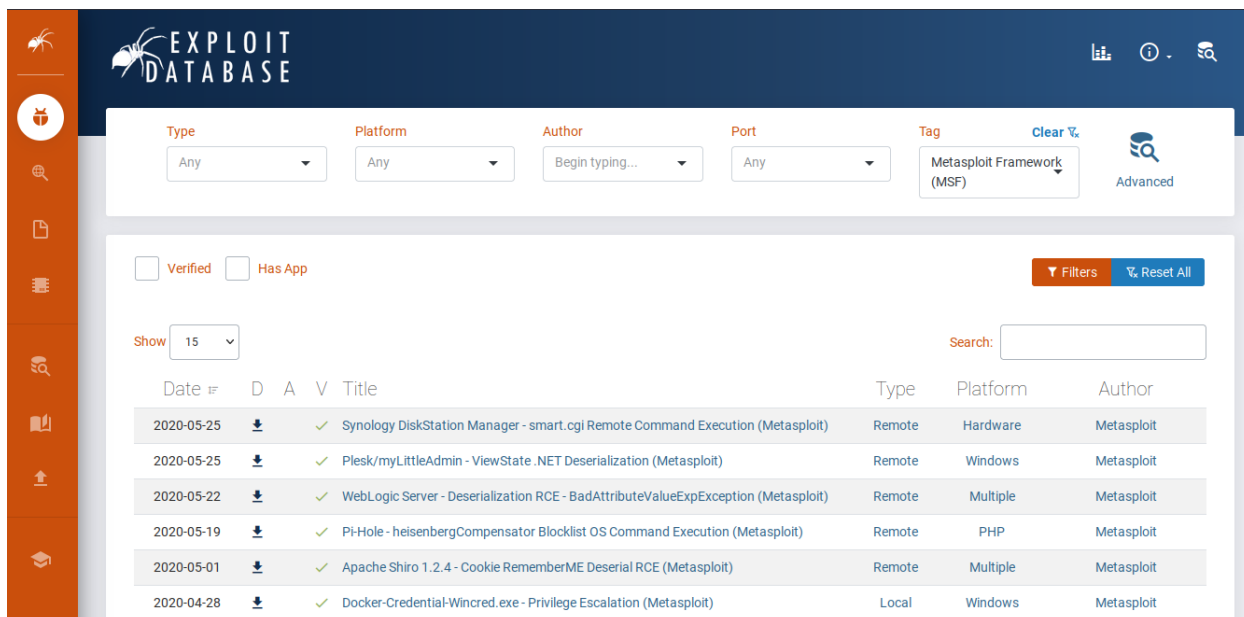 EXPLOIT
DATABASE
Type Platform Author Port Tag Clear
Any Any Begin typing... Any Metasploit Framework (MSF)
Advanced
Verified Has App Filters Reset All
Show 15 Search:
Date D A V Title Type Platform Author
2020-05-25 Synology DiskStation Manager - smart.cgi Remote Command Execution (Metasploit) Remote Hardware Metasploit
2020-05-25 Plesk/myLittleAdmin - ViewState .NET Deserialization (Metasploit) Remote Windows Metasploit
2020-05-22 WebLogic Server - Deserialization RCE - BadAttributeValueExpException (Metasploit) Remote Multiple Metasploit
2020-05-19 Pi-Hole - heisenbergCompensator Blocklist OS Command Execution (Metasploit) Remote PHP Metasploit
2020-05-01 Apache Shiro 1.2.4 - Cookie RememberME Deserial RCE (Metasploit) Remote Multiple Metasploit
2020-04-28 Docker-Credential-Wincred.exe - Privilege Escalation (Metasploit) Local Windows Metasploit